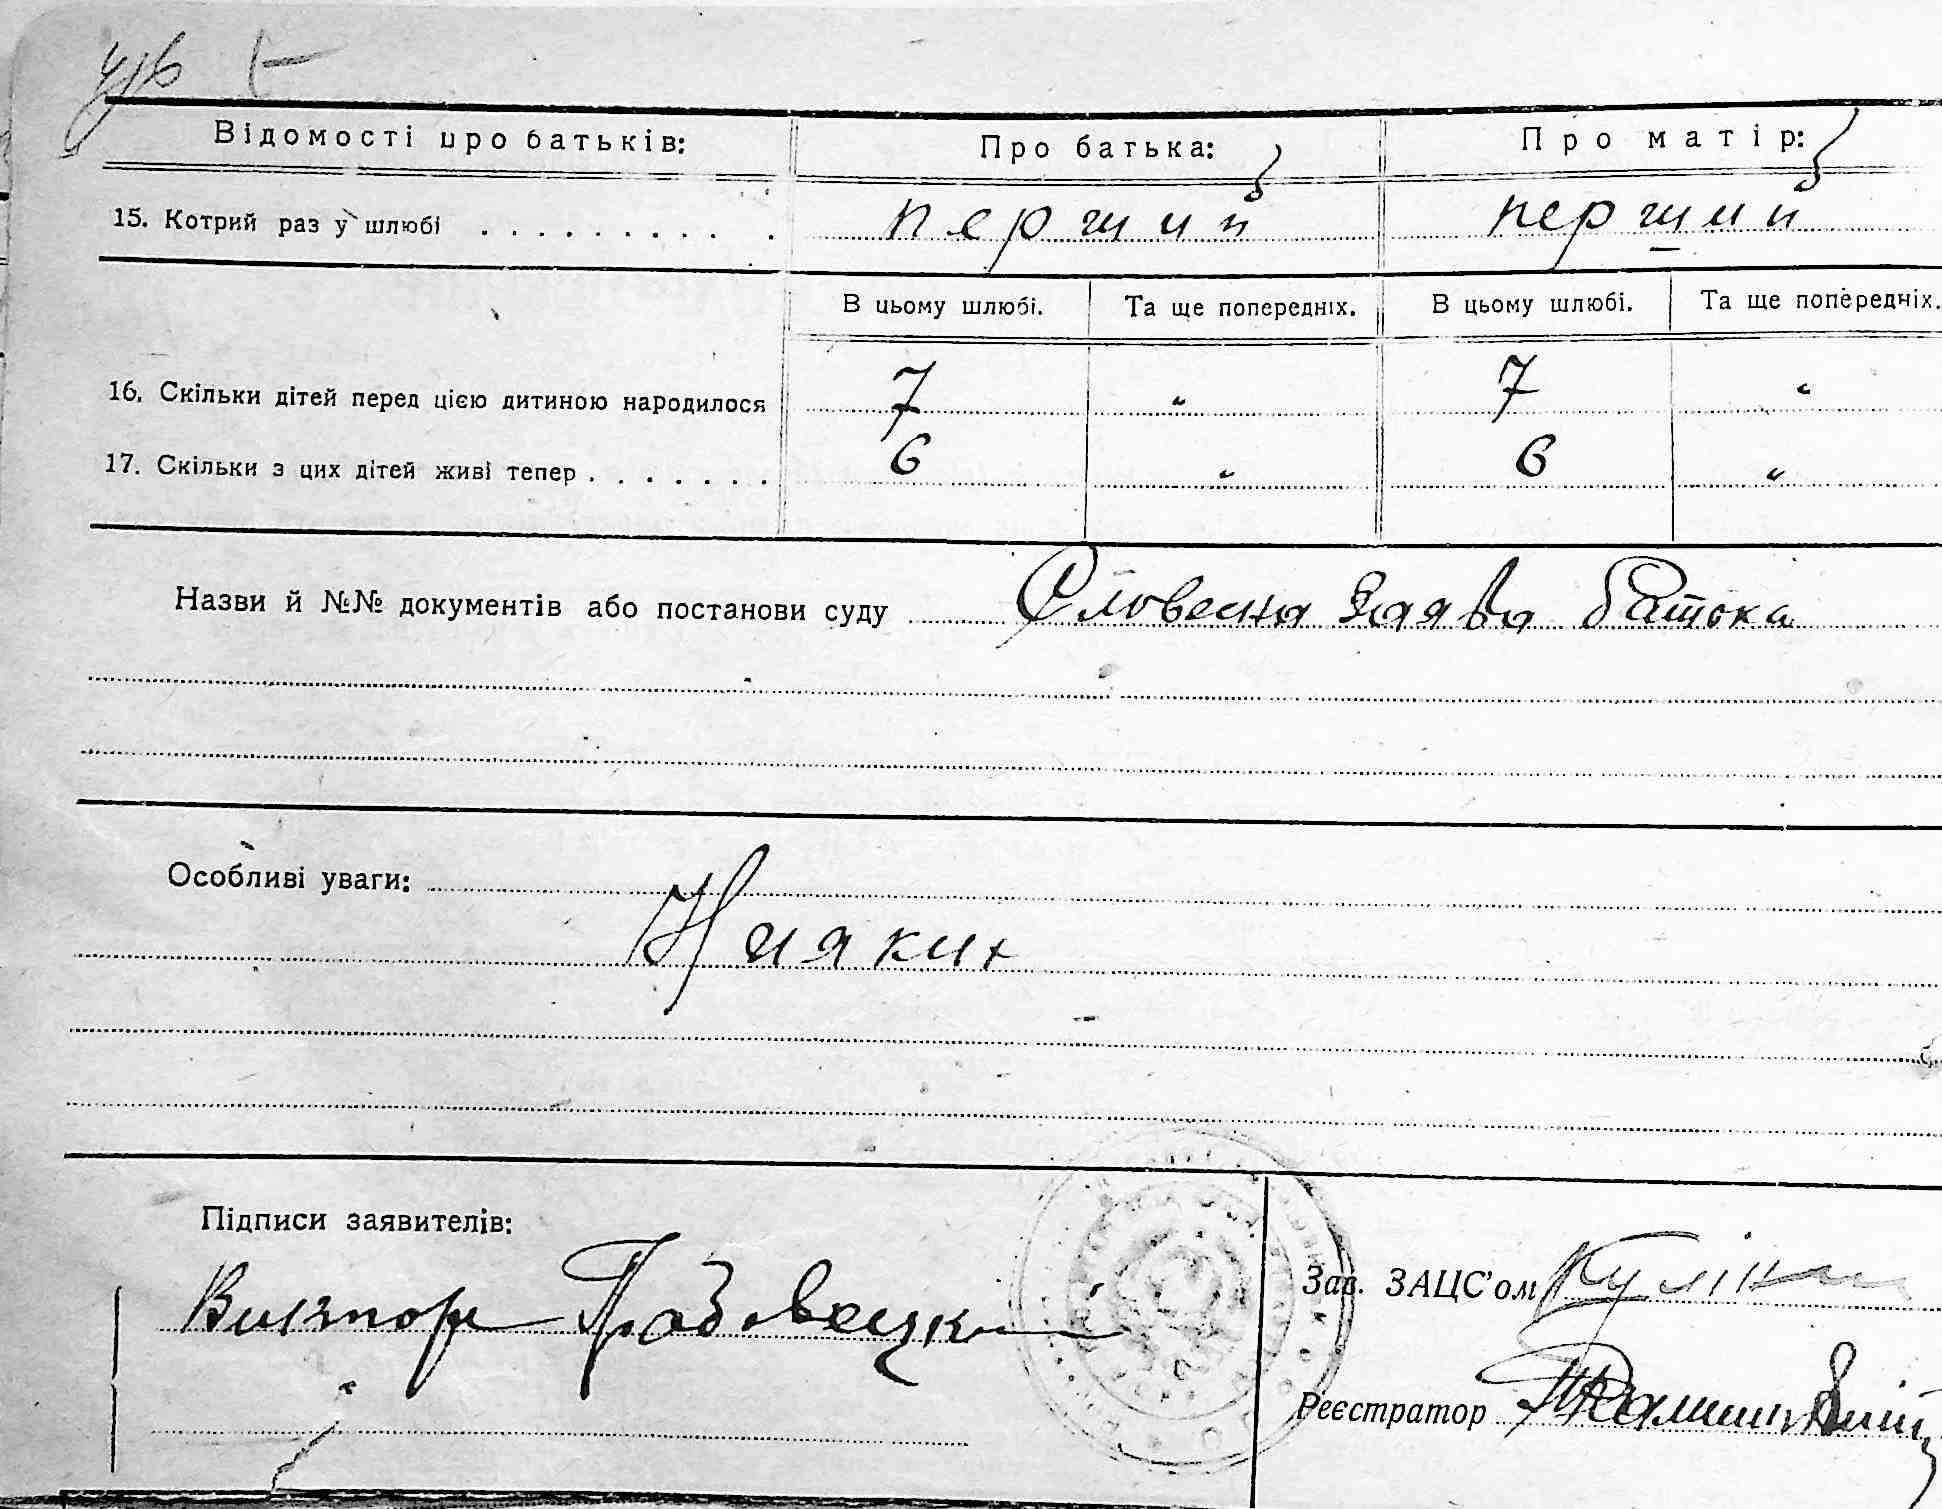 Відомості про батьків: Про батька: Про матір:
15. Котрий раз у шлюбі . . . . . . . . . . перший перший
В цьому шлюбі. Та ще попередніх. В цьому шлюбі. Та ще попередніх.
16. Скільки дітей перед цією дитиною народилося 7 „ 7 „
17. Скільки з цих дітей живі тепер . . . . . . . 6 „ 6 „
Назви й №№ документів або постанови суду Словесна заява батька
Особливі уваги:
Нияких
Підписи заявителів:
Зав. ЗАЦС'ом
Виктор
Реєстратор